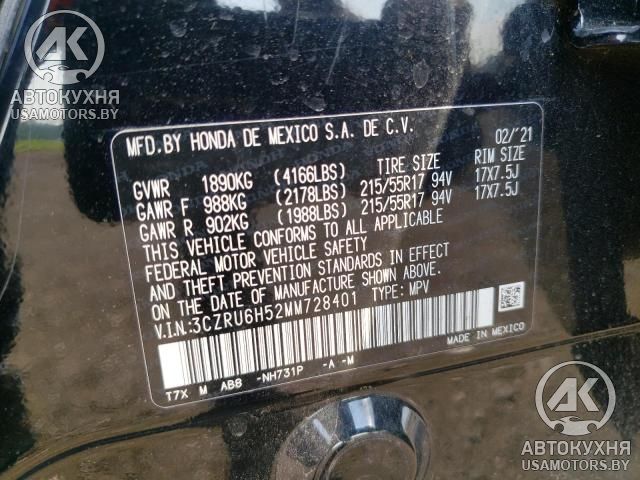 АК
АВТОКУХНЯ
USAMOTORS.BY
MFD.BY HONDA DE MEXICO S.A. DE C.V. 02/'21
TIRE SIZE RIM SIZE
GVWR 1890KG (4166LBS)
GAWR F 988KG (2178LBS) 215/55R17 94V 17X7.5J
GAWR R 902KG (1988LBS) 215/55R17 94V 17X7.5J
THIS VEHICLE CONFORMS TO ALL APPLICABLE
FEDERAL MOTOR VEHICLE SAFETY
AND THEFT PREVENTION STANDARDS IN EFFECT
ON THE DATE OF MANUFACTURE SHOWN ABOVE.
V.I.N.:3CZRU6H52MM728401 TYPE: MPV
MADE IN MEXICO
T7X M AB8 -NH731P -A -M
АК
АВТОКУХНЯ
USAMOTORS.BY